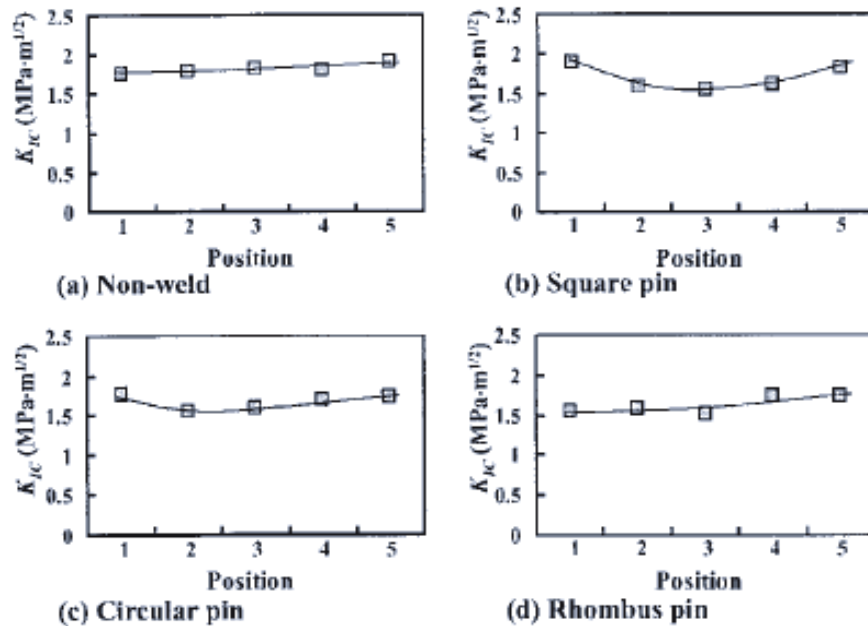 2.5
2
1.5
1
0.5
0
K_IC (MPa·m^1/2)
1 2 3 4 5
Position
(a) Non-weld
2.5
2
1.5
1
0.5
0
K_IC (MPa·m^1/2)
1 2 3 4 5
Position
(b) Square pin
2.5
2
1.5
1
0.5
0
K_IC (MPa·m^1/2)
1 2 3 4 5
Position
(c) Circular pin
2.5
2
1.5
1
0.5
0
K_IC (MPa·m^1/2)
1 2 3 4 5
Position
(d) Rhombus pin